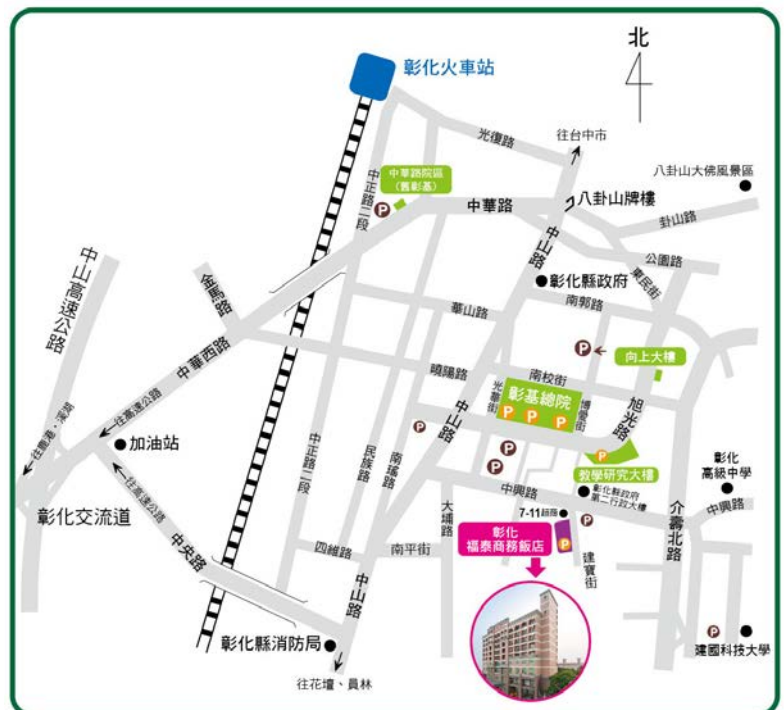 北
彰化火車站
光復路
往台中市
八卦山大佛風景區
中華路院區
(舊彰基)
中正路二段
P
中華路
八卦山牌樓
卦山路
中山路
公園路
東民街
中山高速公路
金馬路
彰化縣政府
南郭路
華山路
P
向上大樓
中華西路
曉陽路
南校街
光華街
彰基總院
P P P
博愛街
旭光路
往高速公路
往鹿港、溪湖
加油站
中正路二段
民族路
南瑤路
P
中山路
P
P
P
教學研究大樓
彰化
高級中學
往高速公路
彰化交流道
中興路
彰化縣政府
第二行政大樓
大埔路
7-11超商
P
介壽北路
中興路
中央路
四維路
南平街
彰化
福泰商務飯店
P
建寶街
中山路
彰化縣消防局
P
建國科技大學
往花壇、員林